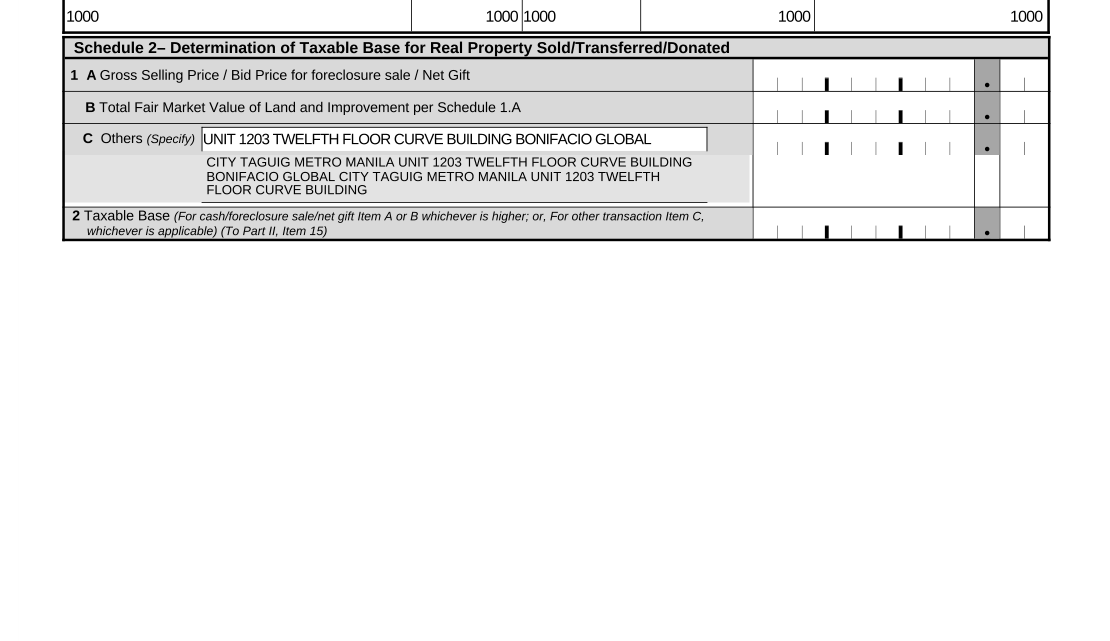 1000 1000 1000 1000 1000
Schedule 2– Determination of Taxable Base for Real Property Sold/Transferred/Donated
1 A Gross Selling Price / Bid Price for foreclosure sale / Net Gift
B Total Fair Market Value of Land and Improvement per Schedule 1.A
C Others (Specify) UNIT 1203 TWELFTH FLOOR CURVE BUILDING BONIFACIO GLOBAL
CITY TAGUIG METRO MANILA UNIT 1203 TWELFTH FLOOR CURVE BUILDING
BONIFACIO GLOBAL CITY TAGUIG METRO MANILA UNIT 1203 TWELFTH
FLOOR CURVE BUILDING
2 Taxable Base (For cash/foreclosure sale/net gift Item A or B whichever is higher; or, For other transaction Item C,
whichever is applicable) (To Part II, Item 15)